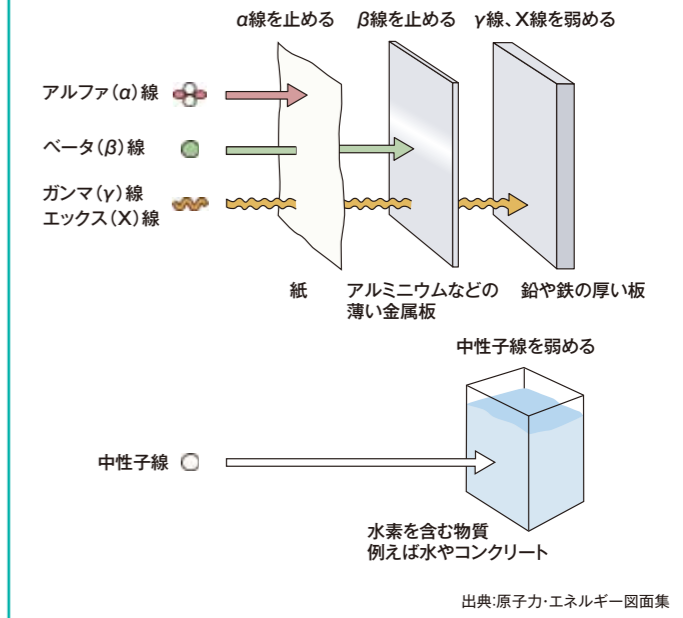 α線を止める
β線を止める
γ線、X線を弱める
アルファ(α)線
ベータ(β)線
ガンマ(γ)線
エックス(X)線
紙
アルミニウムなどの
薄い金属板
鉛や鉄の厚い板
中性子線を弱める
中性子線
水素を含む物質
例えば水やコンクリート
出典:原子力・エネルギー図面集